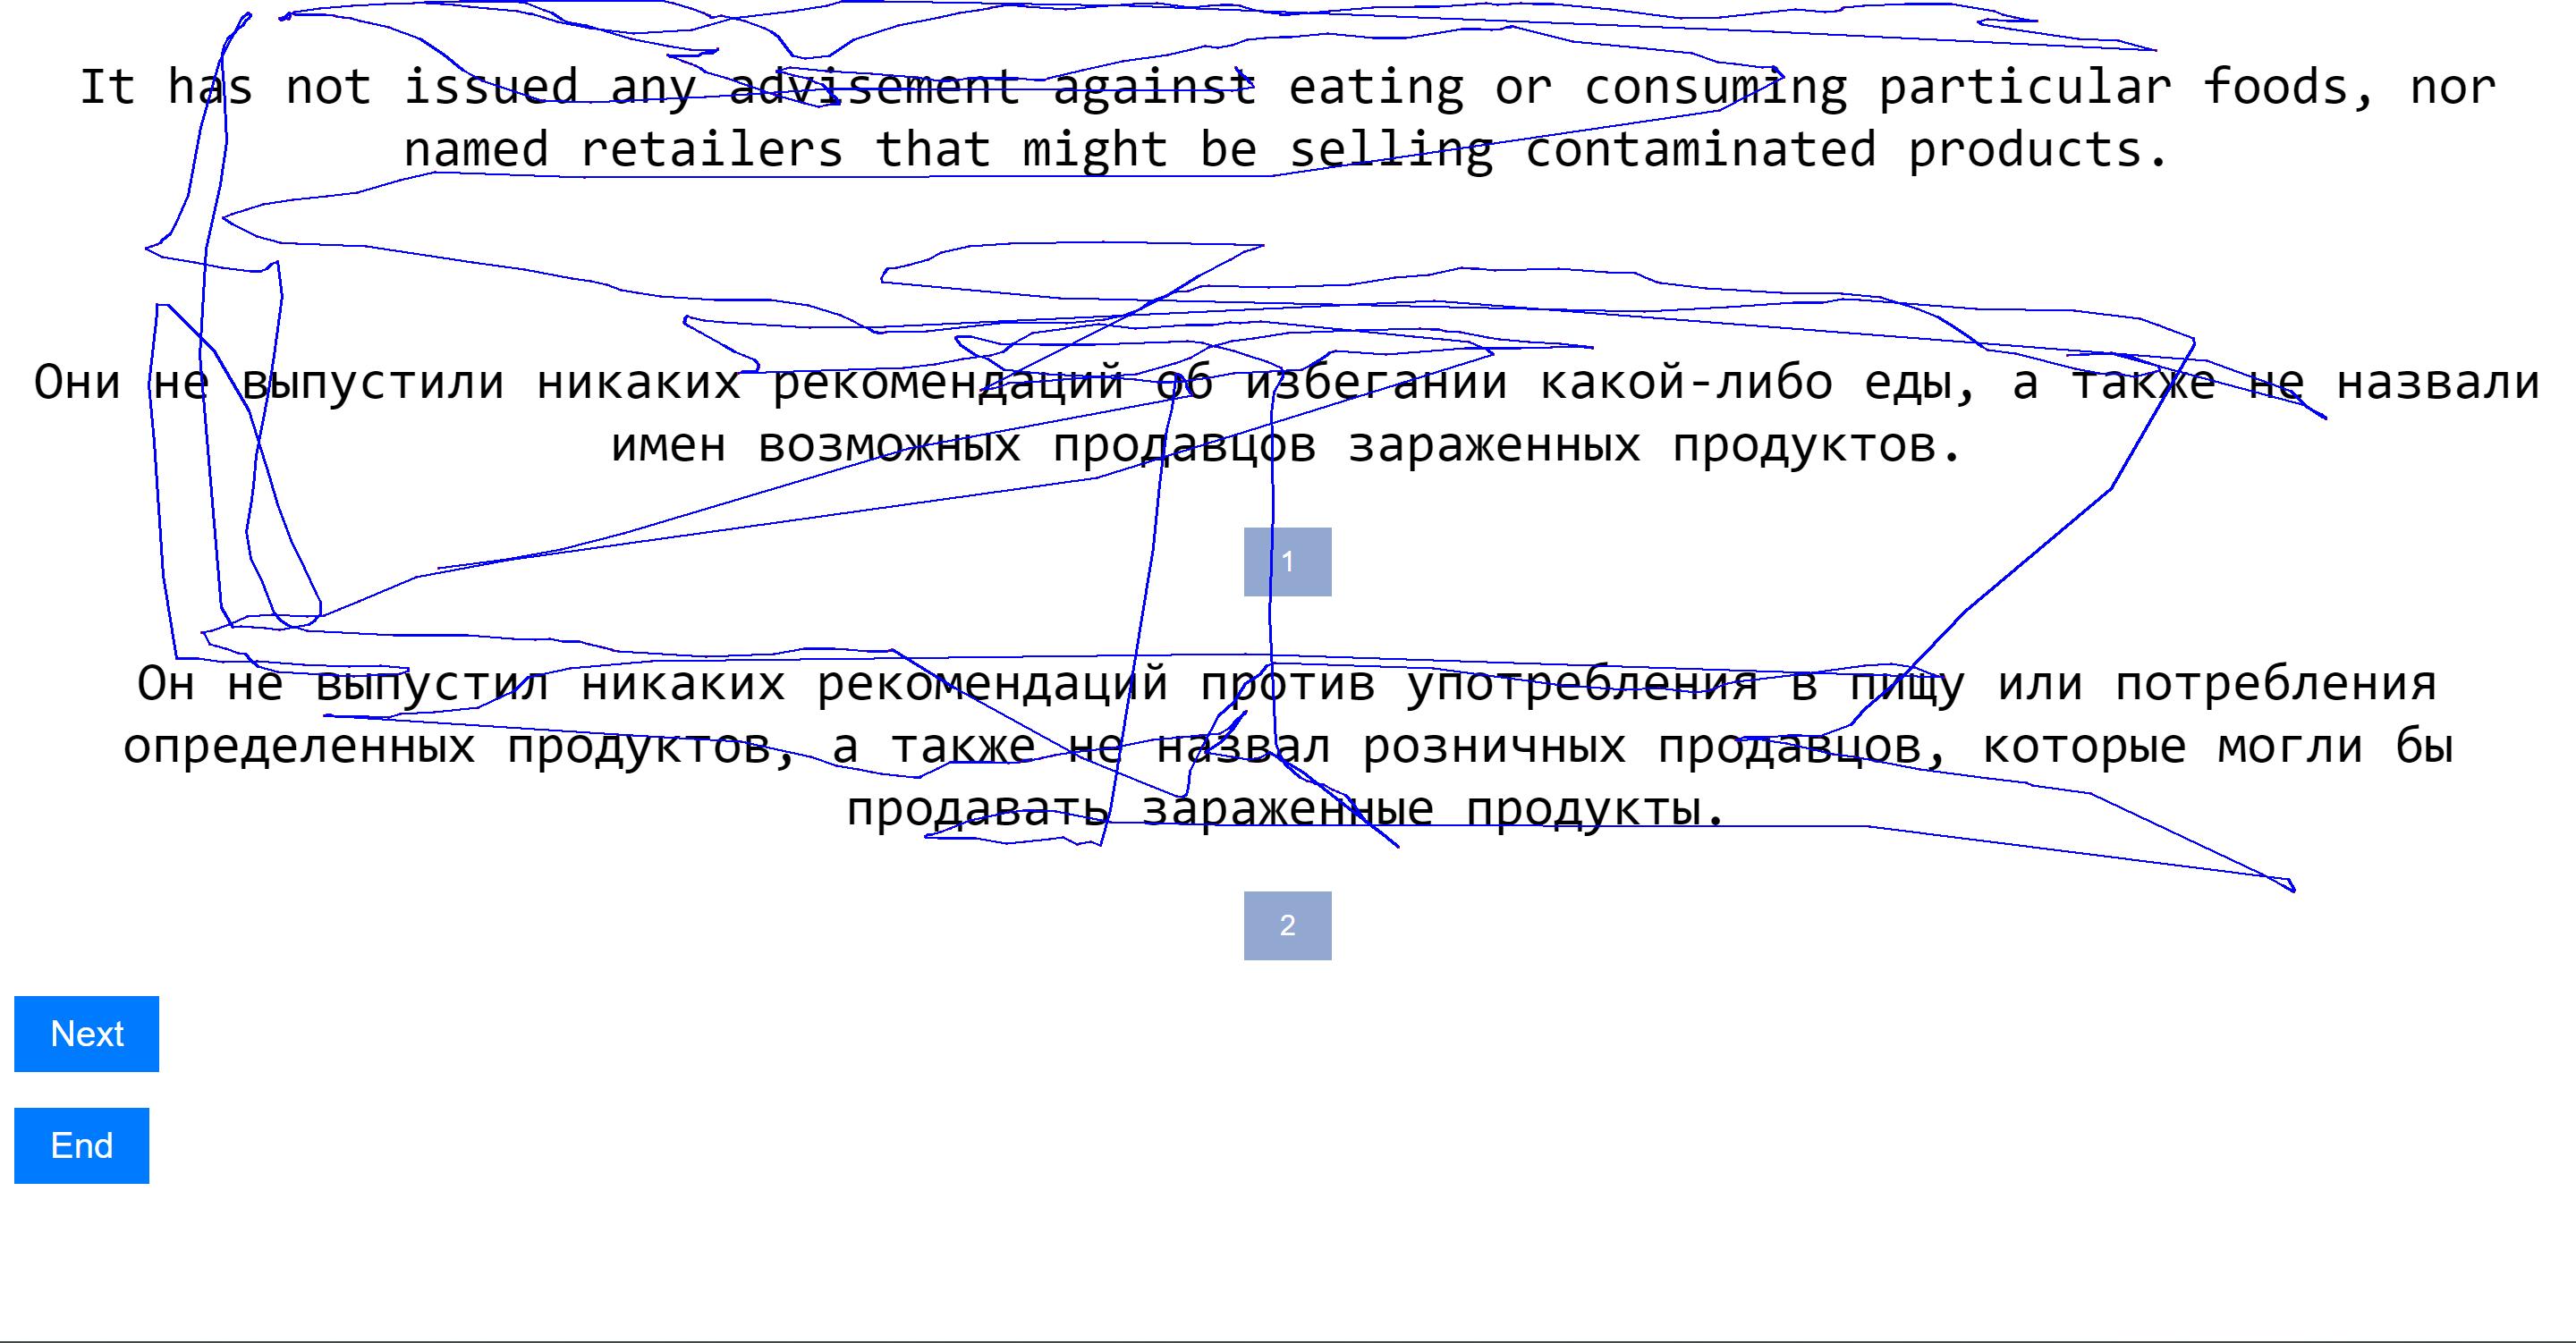 It has not issued any advisement against eating or consuming particular foods, nor
named retailers that might be selling contaminated products.
Они не выпустили никаких рекомендаций об избегании какой-либо еды, а также не назвали
имен возможных продавцов зараженных продуктов.
1
Он не выпустил никаких рекомендаций против употребления в пищу или потребления
определенных продуктов, а также не назвал розничных продавцов, которые могли бы
продавать зараженные продукты.
2
Next
End